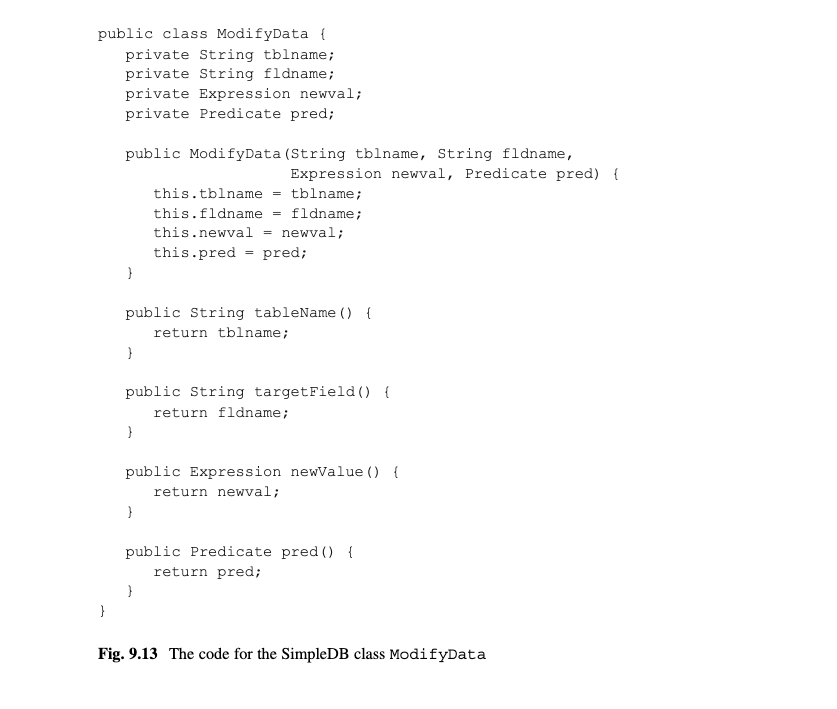 public class ModifyData {
   private String tblname;
   private String fldname;
   private Expression newval;
   private Predicate pred;

   public ModifyData(String tblname, String fldname,
                     Expression newval, Predicate pred) {
      this.tblname = tblname;
      this.fldname = fldname;
      this.newval = newval;
      this.pred = pred;
   }

   public String tableName() {
      return tblname;
   }

   public String targetField() {
      return fldname;
   }

   public Expression newValue() {
      return newval;
   }

   public Predicate pred() {
      return pred;
   }
}

Fig. 9.13 The code for the SimpleDB class ModifyData